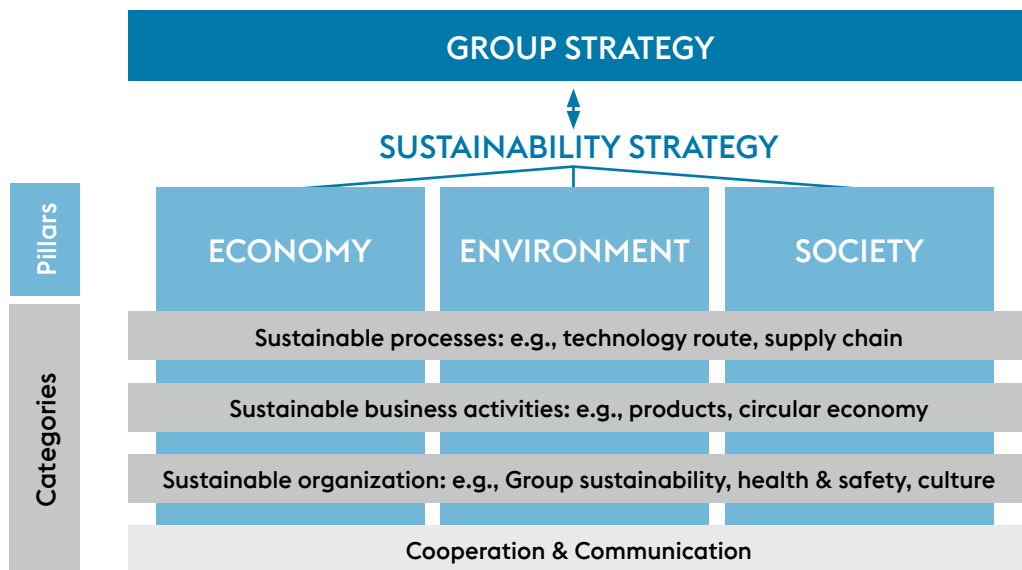 GROUP STRATEGY
SUSTAINABILITY STRATEGY
Pillars
ECONOMY
ENVIRONMENT
SOCIETY
Categories
Sustainable processes: e.g., technology route, supply chain
Sustainable business activities: e.g., products, circular economy
Sustainable organization: e.g., Group sustainability, health & safety, culture
Cooperation & Communication